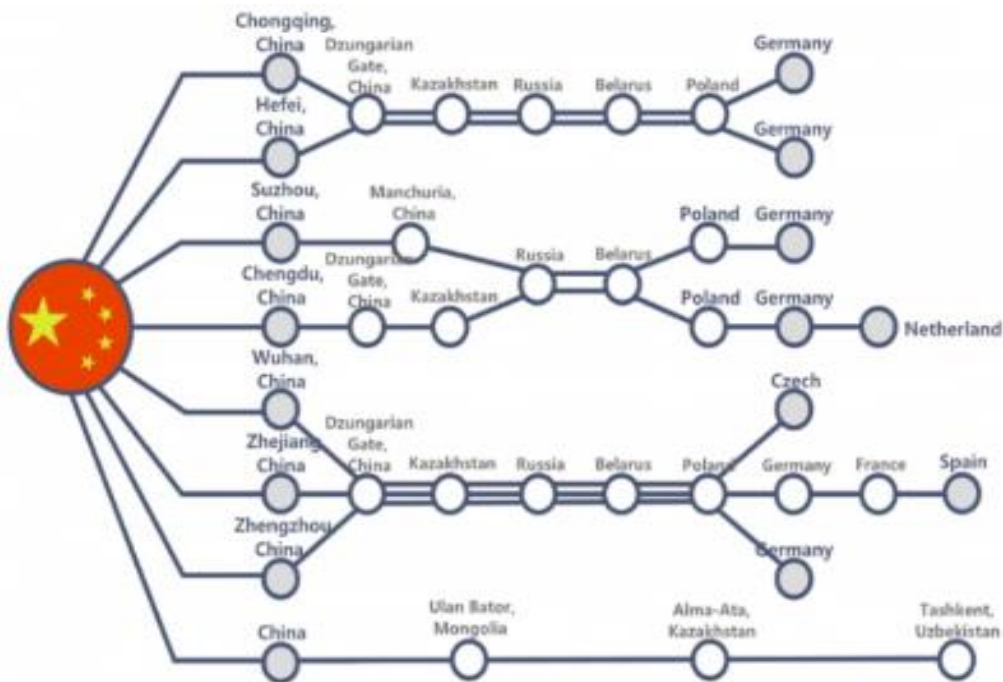 Chongqing,
China
Dzungarian
Gate,
China
Kazakhstan
Russia
Belarus
Poland
Germany
Hefei,
China
Germany
Suzhou,
China
Manchuria,
China
Russia
Belarus
Poland
Germany
Chengdu,
China
Dzungarian
Gate,
China
Kazakhstan
Poland
Germany
Netherland
Wuhan,
China
Czech
Dzungarian
Gate,
China
Zhejiang
China
Kazakhstan
Russia
Belarus
Poland
Germany
France
Spain
Zhengzhou
China
Germany
China
Ulan Bator,
Mongolia
Alma-Ata,
Kazakhstan
Tashkent,
Uzbekistan